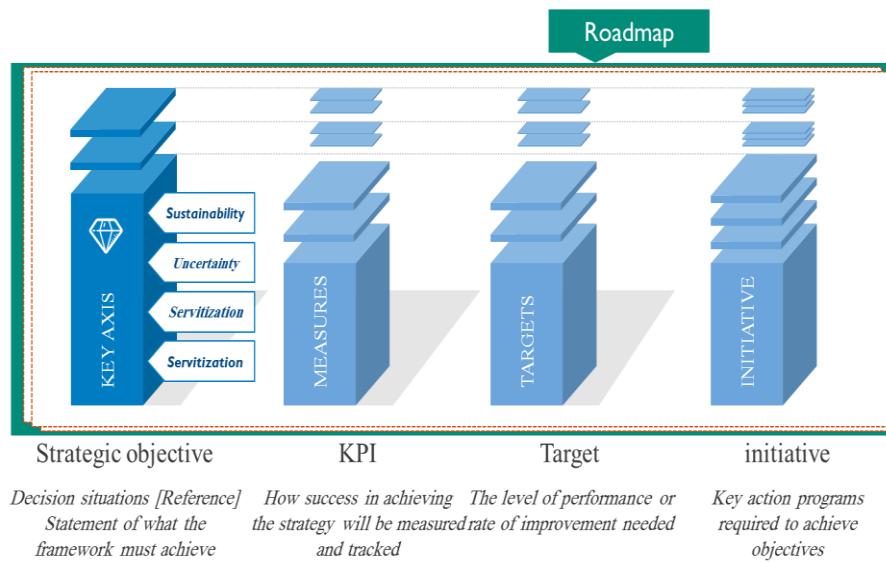 Roadmap
Sustainability
Uncertainty
Servitization
Servitization
KEY AXIS
MEASURES
TARGETS
INITIATIVE
Strategic objective
KPI
Target
initiative
Decision situations [Reference]
Statement of what the
framework must achieve
How success in achieving
the strategy will be measured
and tracked
The level of performance or
rate of improvement needed
Key action programs
required to achieve
objectives